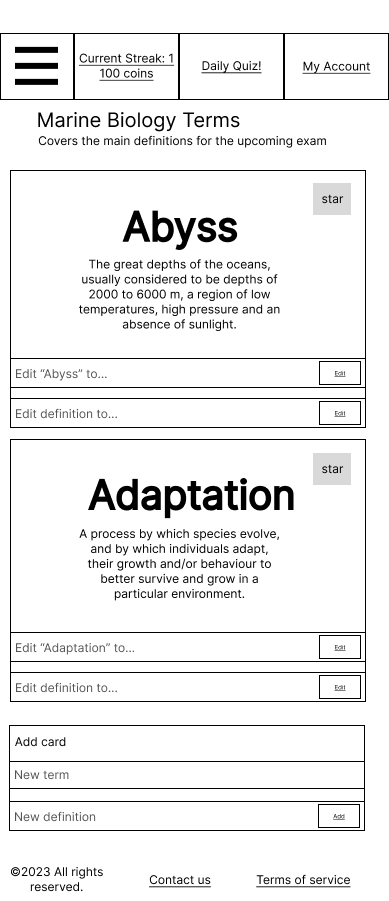 Current Streak: 1
100 coins
Daily Quiz!
My Account
Marine Biology Terms
Covers the main definitions for the upcoming exam
star
Abyss
The great depths of the oceans,
usually considered to be depths of
2000 to 6000 m, a region of low
temperatures, high pressure and an
absence of sunlight.
Edit “Abyss” to...
Edit
Edit definition to...
Edit
star
Adaptation
A process by which species evolve,
and by which individuals adapt,
their growth and/or behaviour to
better survive and grow in a
particular environment.
Edit “Adaptation” to...
Edit
Edit definition to...
Edit
Add card
New term
New definition
Add
©2023 All rights
reserved.
Contact us
Terms of service